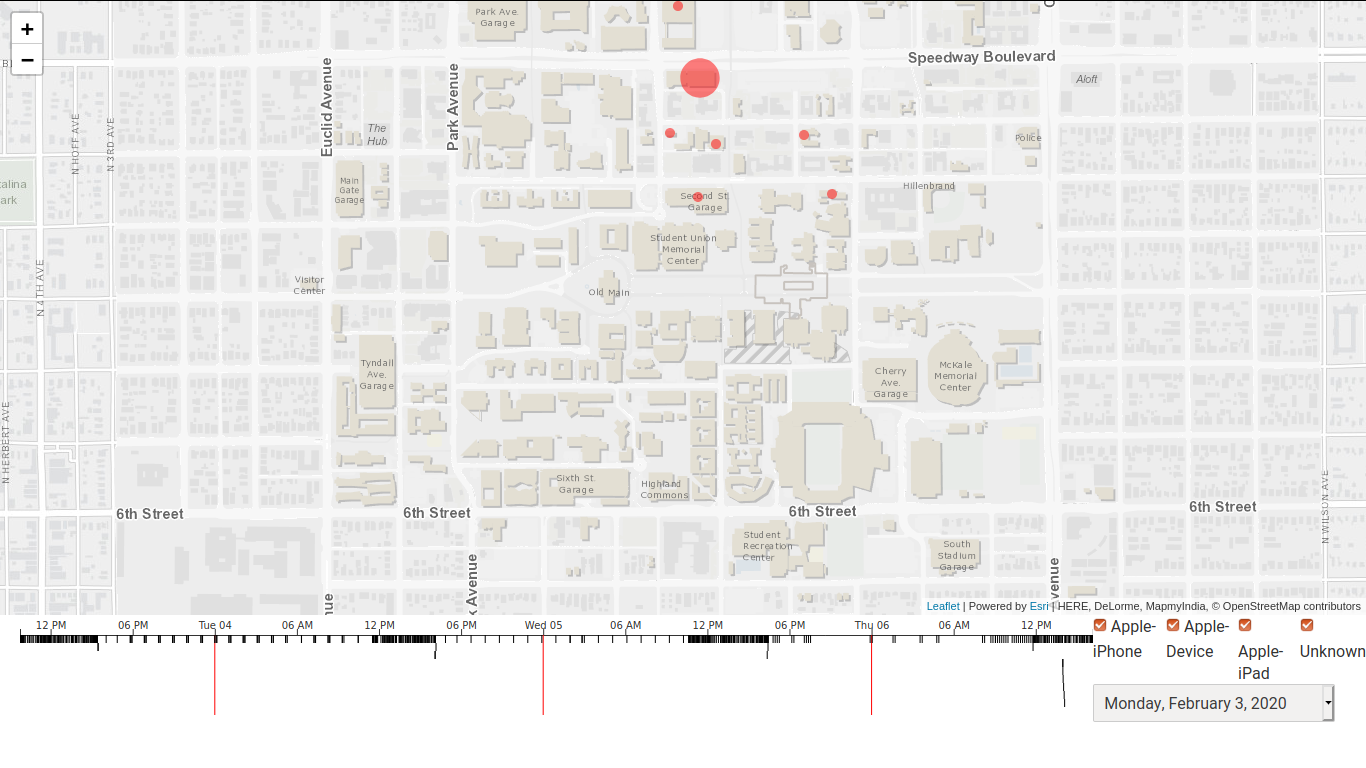 +
−
Park Ave.
Garage
Speedway Boulevard
Aloft
Euclid Avenue
Park Avenue
N HOFF AVE
N 3RD AVE
The
Hub
Police
Main
Gate
Garage
Second St.
Garage
Hillenbrand
Student Union
Memorial
Center
N 4TH AVE
Visitor
Center
Old Main
Tyndall
Ave.
Garage
Cherry
Ave.
Garage
McKale
Memorial
Center
N HERBERT AVE
Sixth St.
Garage
Highland
Commons
N WILSON AVE
6th Street
6th Street
6th Street
6th Street
Student
Recreation
Center
South
Stadium
Garage
Leaflet | Powered by Esri | HERE, DeLorme, MapmyIndia, © OpenStreetMap contributors
12 PM 06 PM Tue 04 06 AM 12 PM 06 PM Wed 05 06 AM 12 PM 06 PM Thu 06 06 AM 12 PM
Apple-iPhone
Apple-Device
Apple-iPad
Unknown
Monday, February 3, 2020